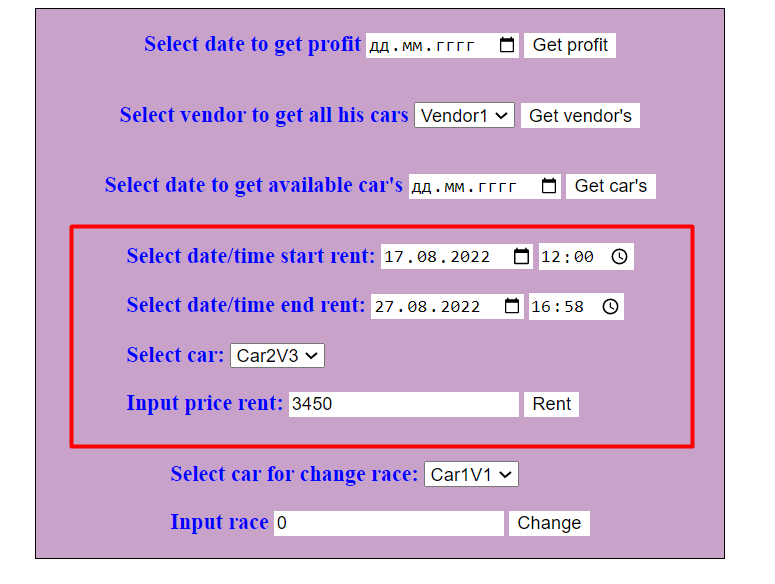 Select date to get profit дд.мм.гггг Get profit
Select vendor to get all his cars Vendor1 Get vendor's
Select date to get available car's дд.мм.гггг Get car's
Select date/time start rent: 17.08.2022 12:00
Select date/time end rent: 27.08.2022 16:58
Select car: Car2V3
Input price rent: 3450 Rent
Select car for change race: Car1V1
Input race 0 Change